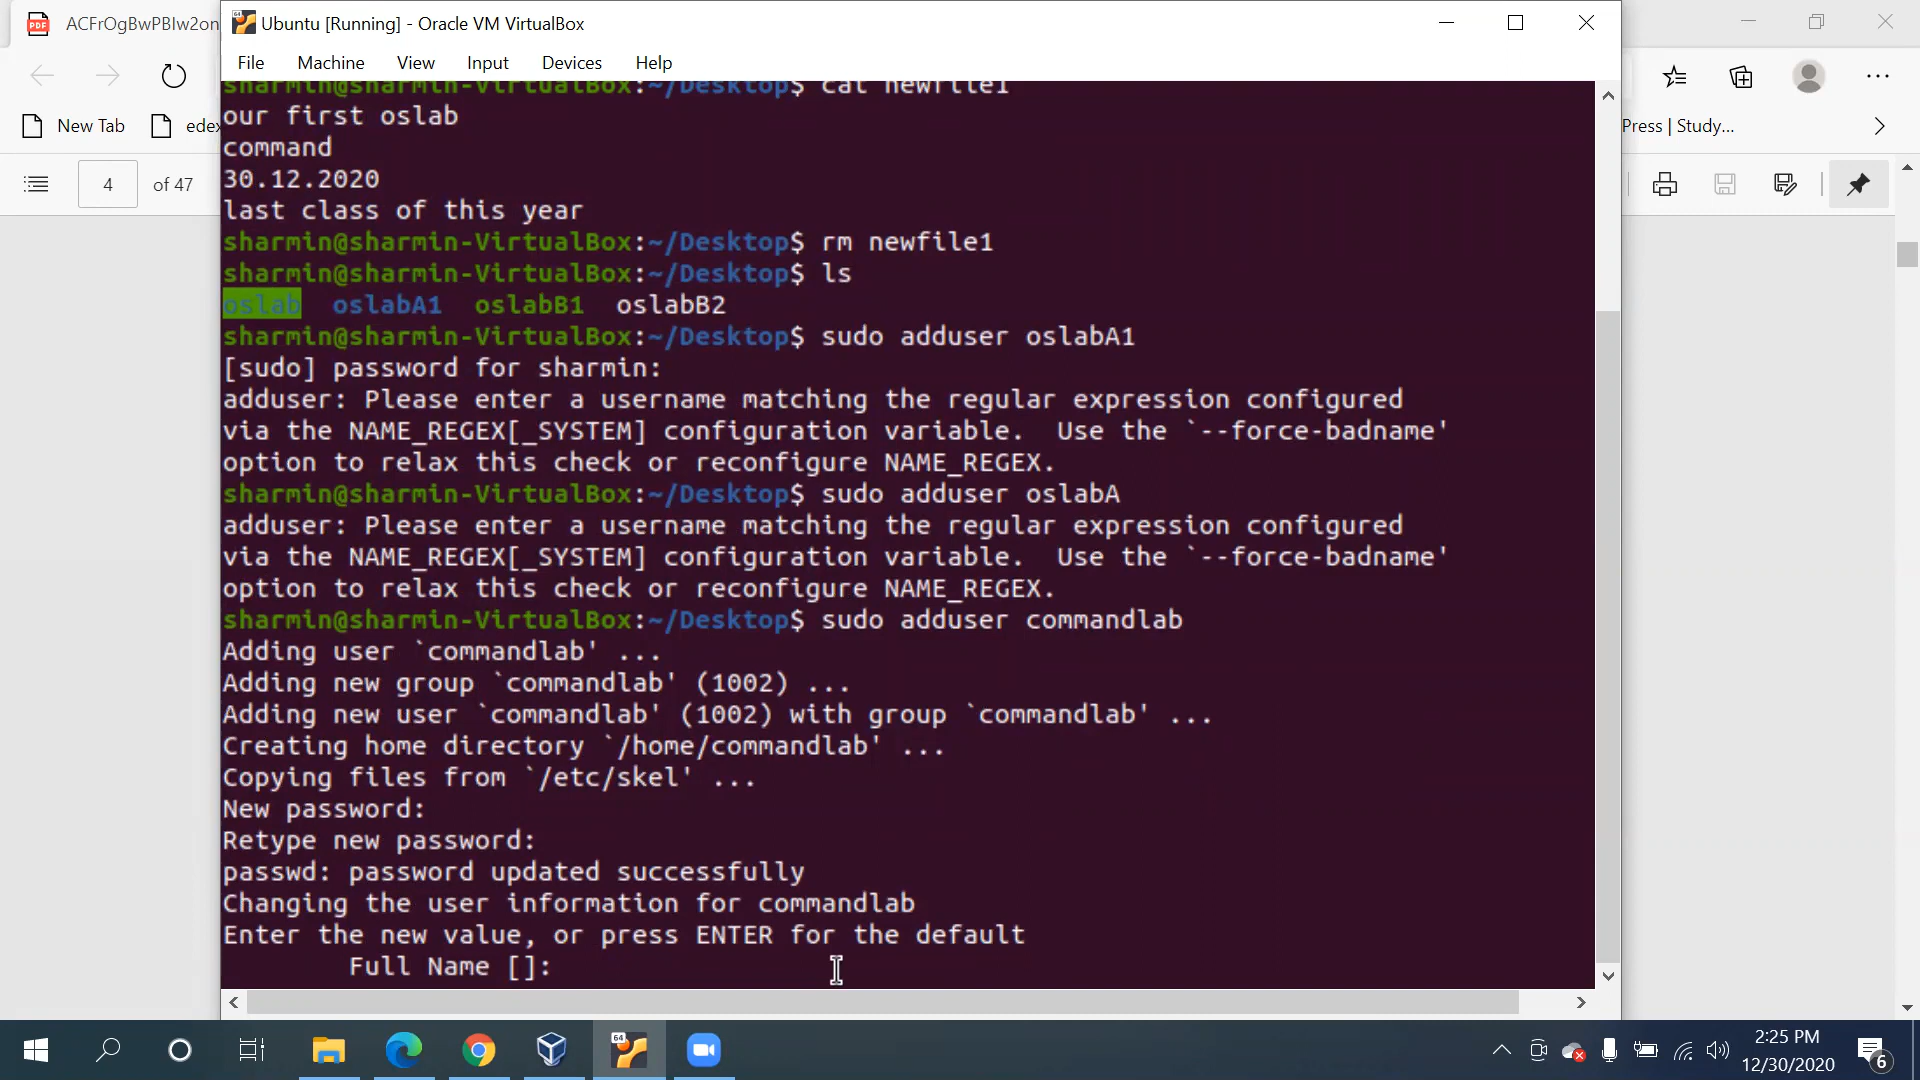 ACFrOgBwPBIw2on
Ubuntu [Running] - Oracle VM VirtualBox
File Machine View Input Devices Help
New Tab
edex
Press | Study...
4 of 47
sharmin@sharmin-VirtualBox:~/Desktop$ cat newfile1
our first oslab
command
30.12.2020
last class of this year
sharmin@sharmin-VirtualBox:~/Desktop$ rm newfile1
sharmin@sharmin-VirtualBox:~/Desktop$ ls
oslab oslabA1 oslabB1 oslabB2
sharmin@sharmin-VirtualBox:~/Desktop$ sudo adduser oslabA1
[sudo] password for sharmin:
adduser: Please enter a username matching the regular expression configured
via the NAME_REGEX[_SYSTEM] configuration variable.  Use the `--force-badname'
option to relax this check or reconfigure NAME_REGEX.
sharmin@sharmin-VirtualBox:~/Desktop$ sudo adduser oslabA
adduser: Please enter a username matching the regular expression configured
via the NAME_REGEX[_SYSTEM] configuration variable.  Use the `--force-badname'
option to relax this check or reconfigure NAME_REGEX.
sharmin@sharmin-VirtualBox:~/Desktop$ sudo adduser commandlab
Adding user `commandlab' ...
Adding new group `commandlab' (1002) ...
Adding new user `commandlab' (1002) with group `commandlab' ...
Creating home directory `/home/commandlab' ...
Copying files from `/etc/skel' ...
New password:
Retype new password:
passwd: password updated successfully
Changing the user information for commandlab
Enter the new value, or press ENTER for the default
Full Name []:
64
2:25 PM
12/30/2020
6